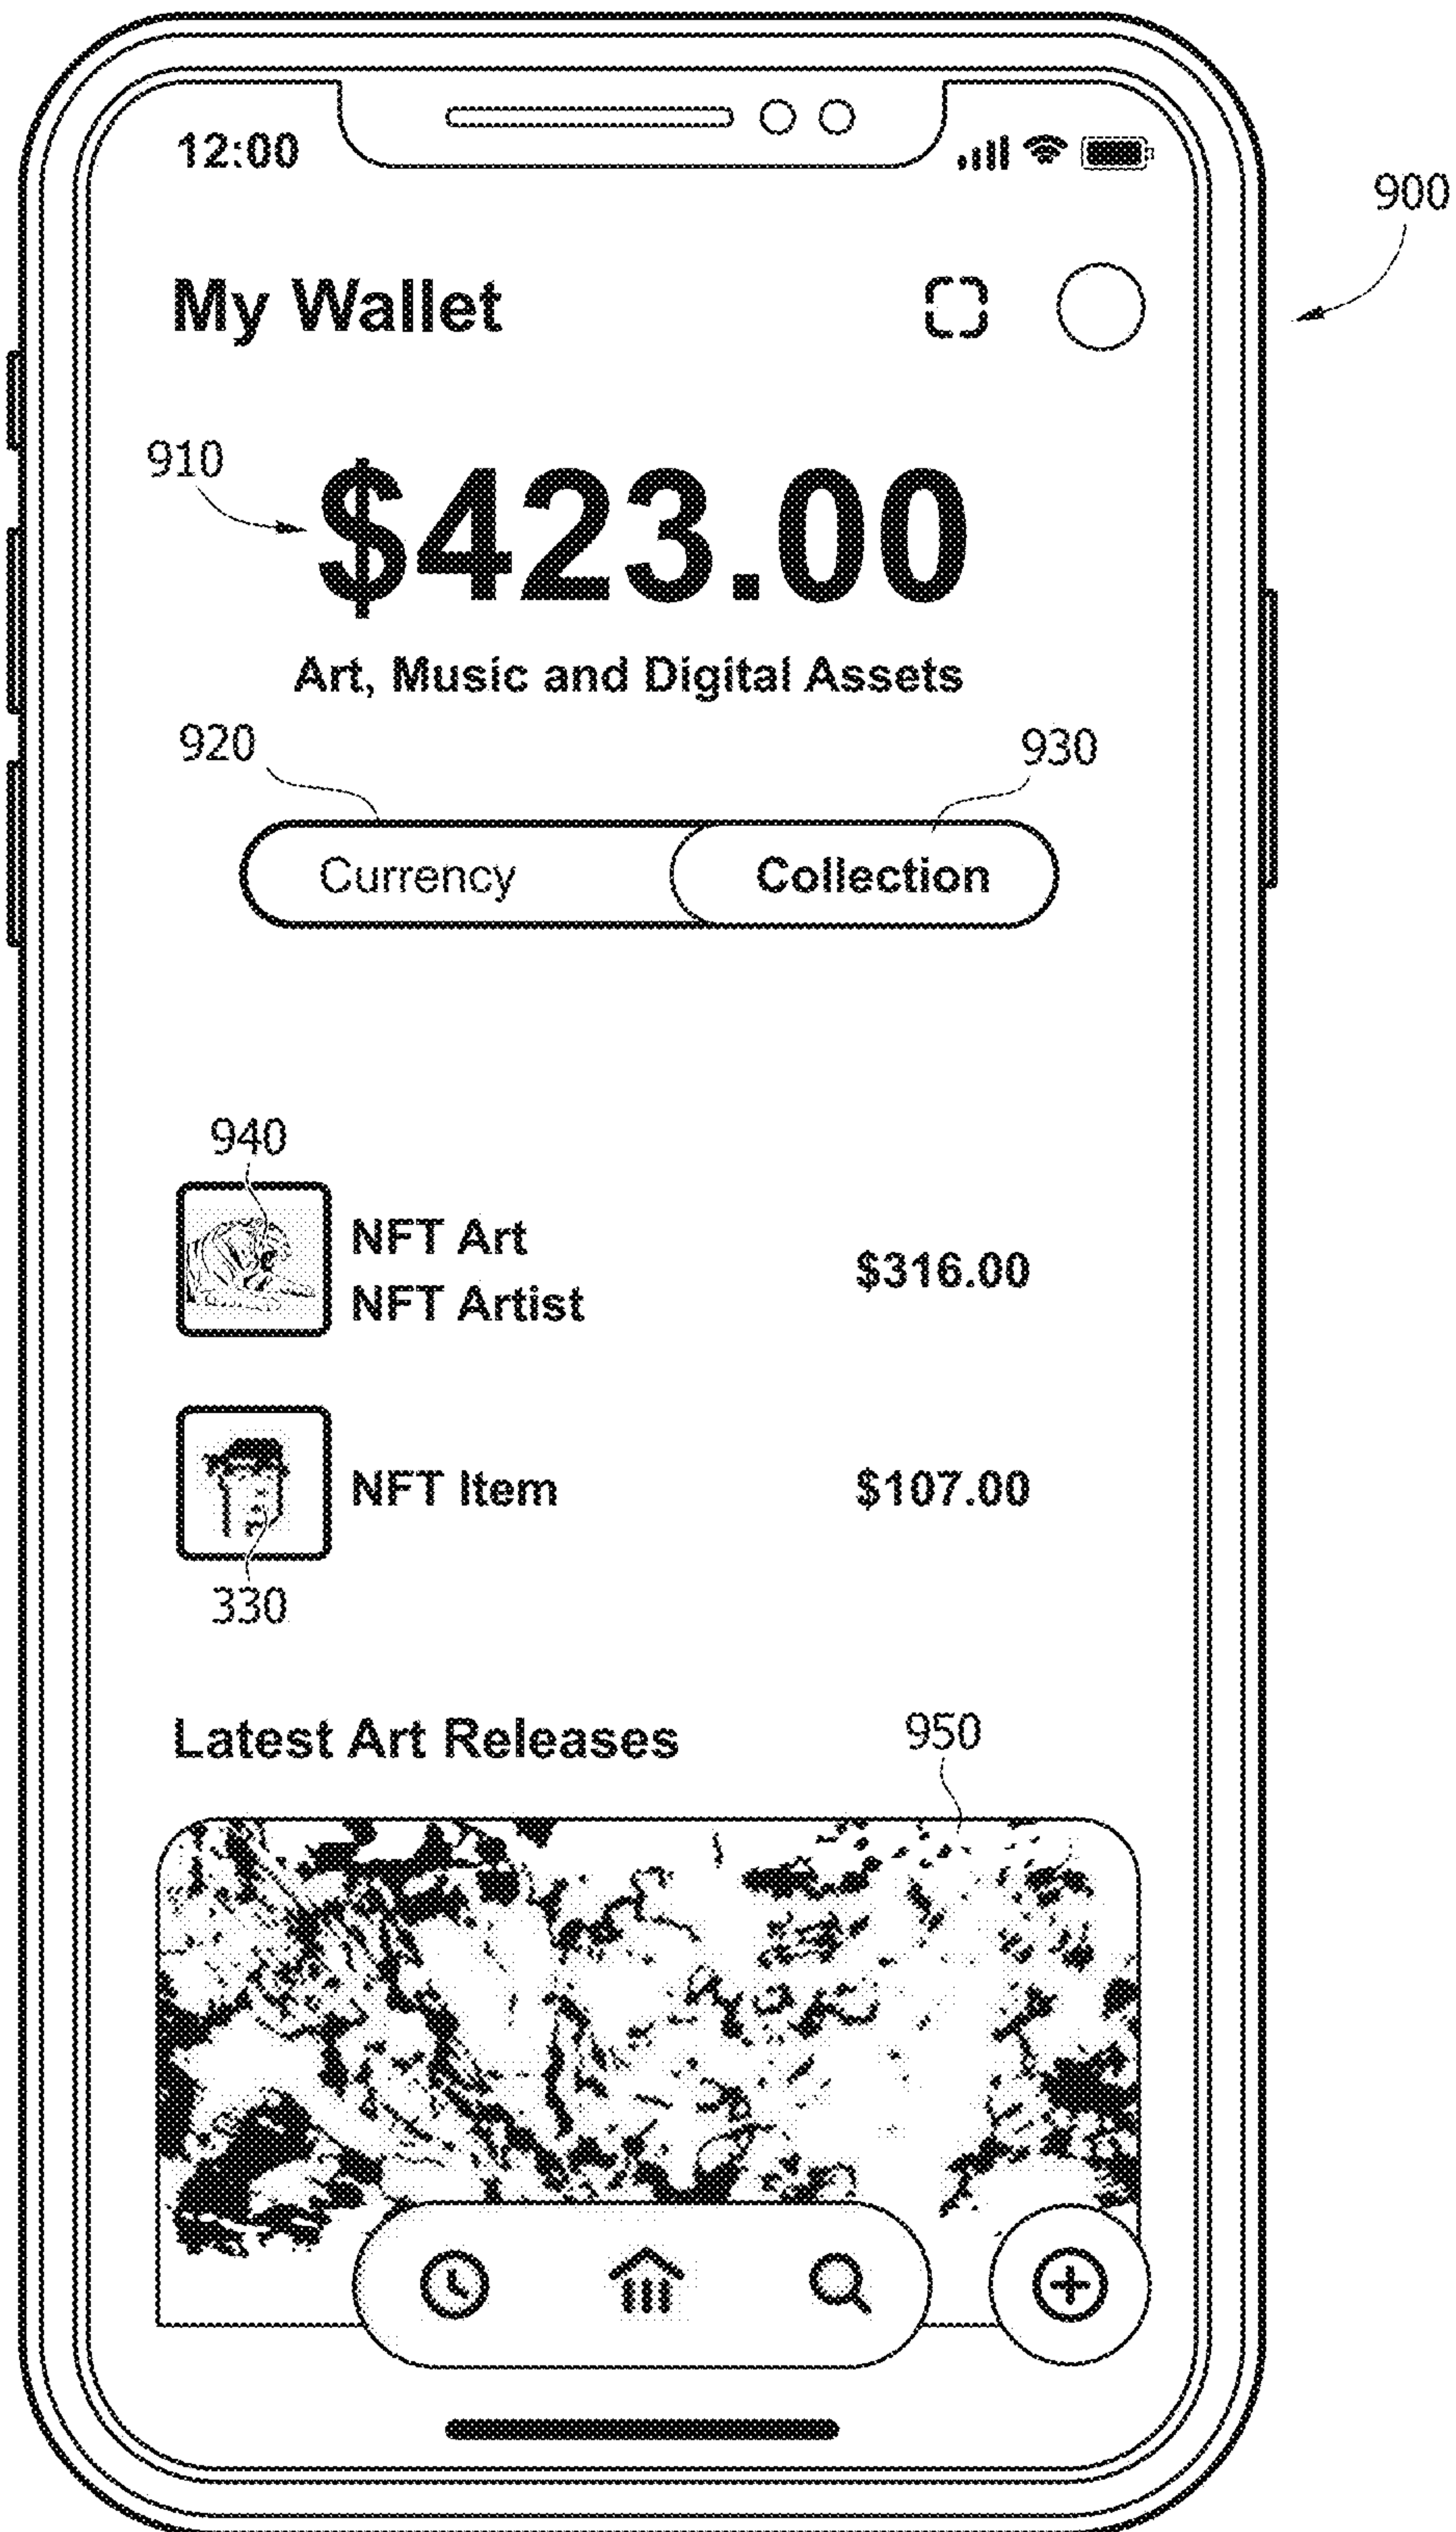 12:00
900
My Wallet
910
$423.00
Art, Music and Digital Assets
920
930
Currency
Collection
940
NFT Art
$316.00
NFT Artist
NFT Item
$107.00
330
Latest Art Releases
950